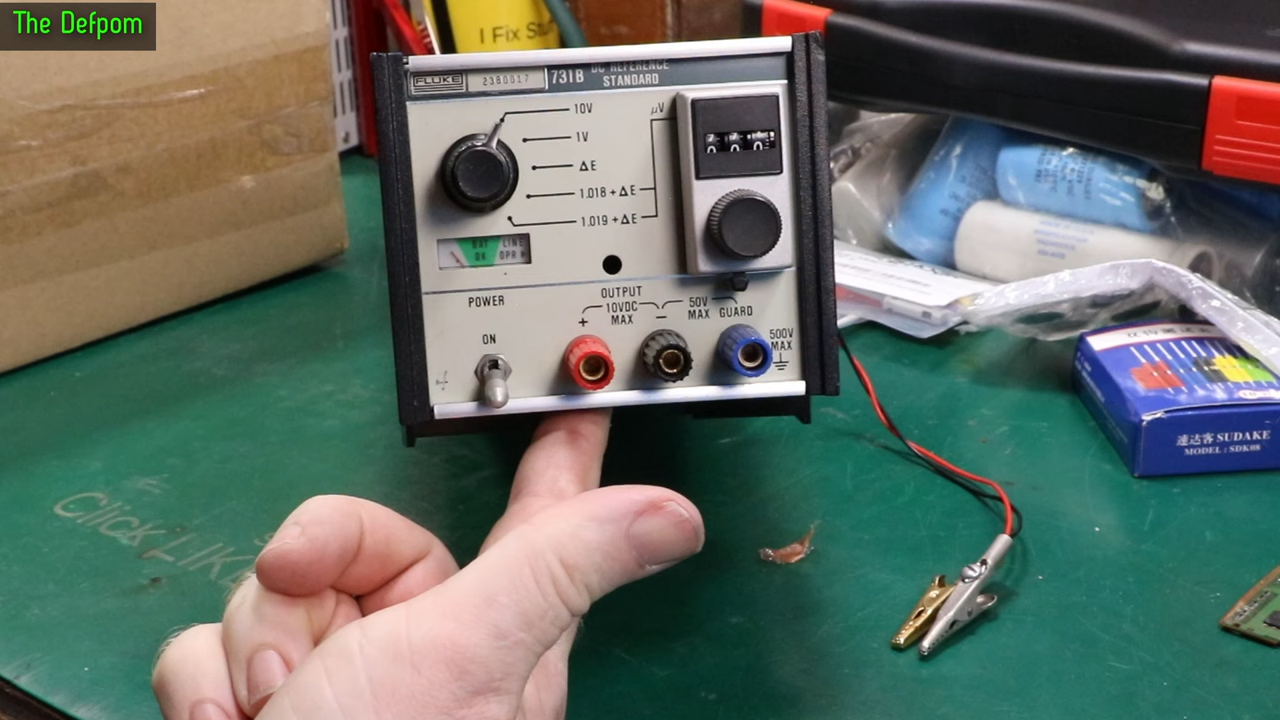 The Defpom
I Fix Stu
FLUKE
2380017
731B
DC REFERENCE
STANDARD
10V
1V
ΔE
1.018 + ΔE
1.019 + ΔE
μV
0 0 0
BAT LINE
OK OPR
POWER
ON
OUTPUT
+ 10VDC MAX − 50V MAX GUARD
500V
MAX
Click LIKE
速达客 SUDAKE
MODEL : SDK08